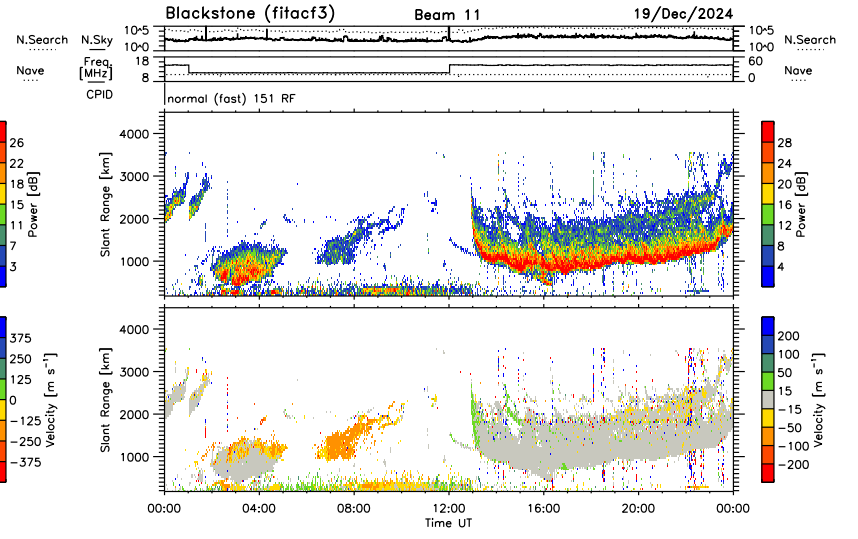 Blackstone (fitacf3) Beam 11 19/Dec/2024
N.Search N.Sky 10^5 10^0 10^5 10^0 N.Search
Nave Freq. [MHz] 18 8 60 0 Nave
CPID normal (fast) 151 RF
Slant Range [km] 4000 3000 2000 1000
Power [dB] 26 22 18 15 11 7 3
Power [dB] 28 24 20 16 12 8 4
Slant Range [km] 4000 3000 2000 1000
Velocity [m s⁻¹] 375 250 125 0 −125 −250 −375
Velocity [m s⁻¹] 200 100 50 15 −15 −50 −100 −200
00:00 04:00 08:00 12:00 16:00 20:00 00:00
Time UT